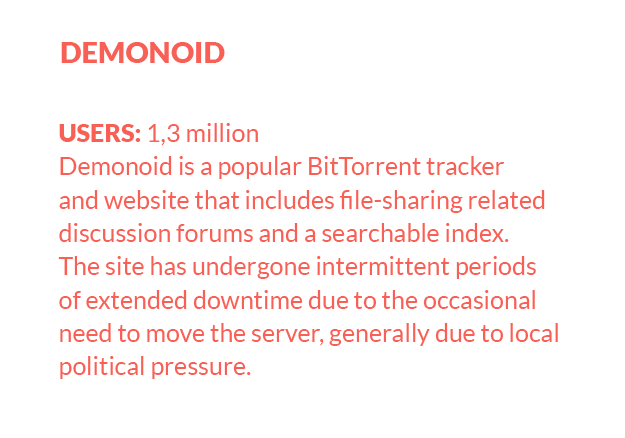 DEMONOID
USERS: 1,3 million
Demonoid is a popular BitTorrent tracker
and website that includes file-sharing related
discussion forums and a searchable index.
The site has undergone intermittent periods
of extended downtime due to the occasional
need to move the server, generally due to local
political pressure.